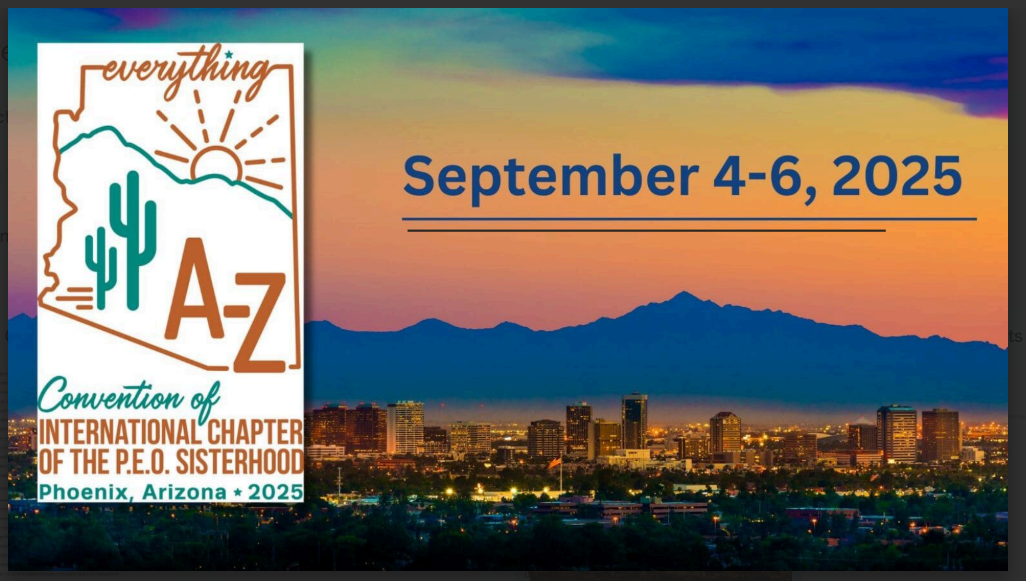 everything
A-Z
Convention of
INTERNATIONAL CHAPTER
OF THE P.E.O. SISTERHOOD
Phoenix, Arizona ★ 2025
September 4-6, 2025